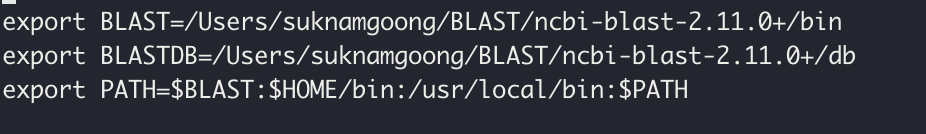 export BLAST=/Users/suknamgoong/BLAST/ncbi-blast-2.11.0+/bin
export BLASTDB=/Users/suknamgoong/BLAST/ncbi-blast-2.11.0+/db
export PATH=$BLAST:$HOME/bin:/usr/local/bin:$PATH